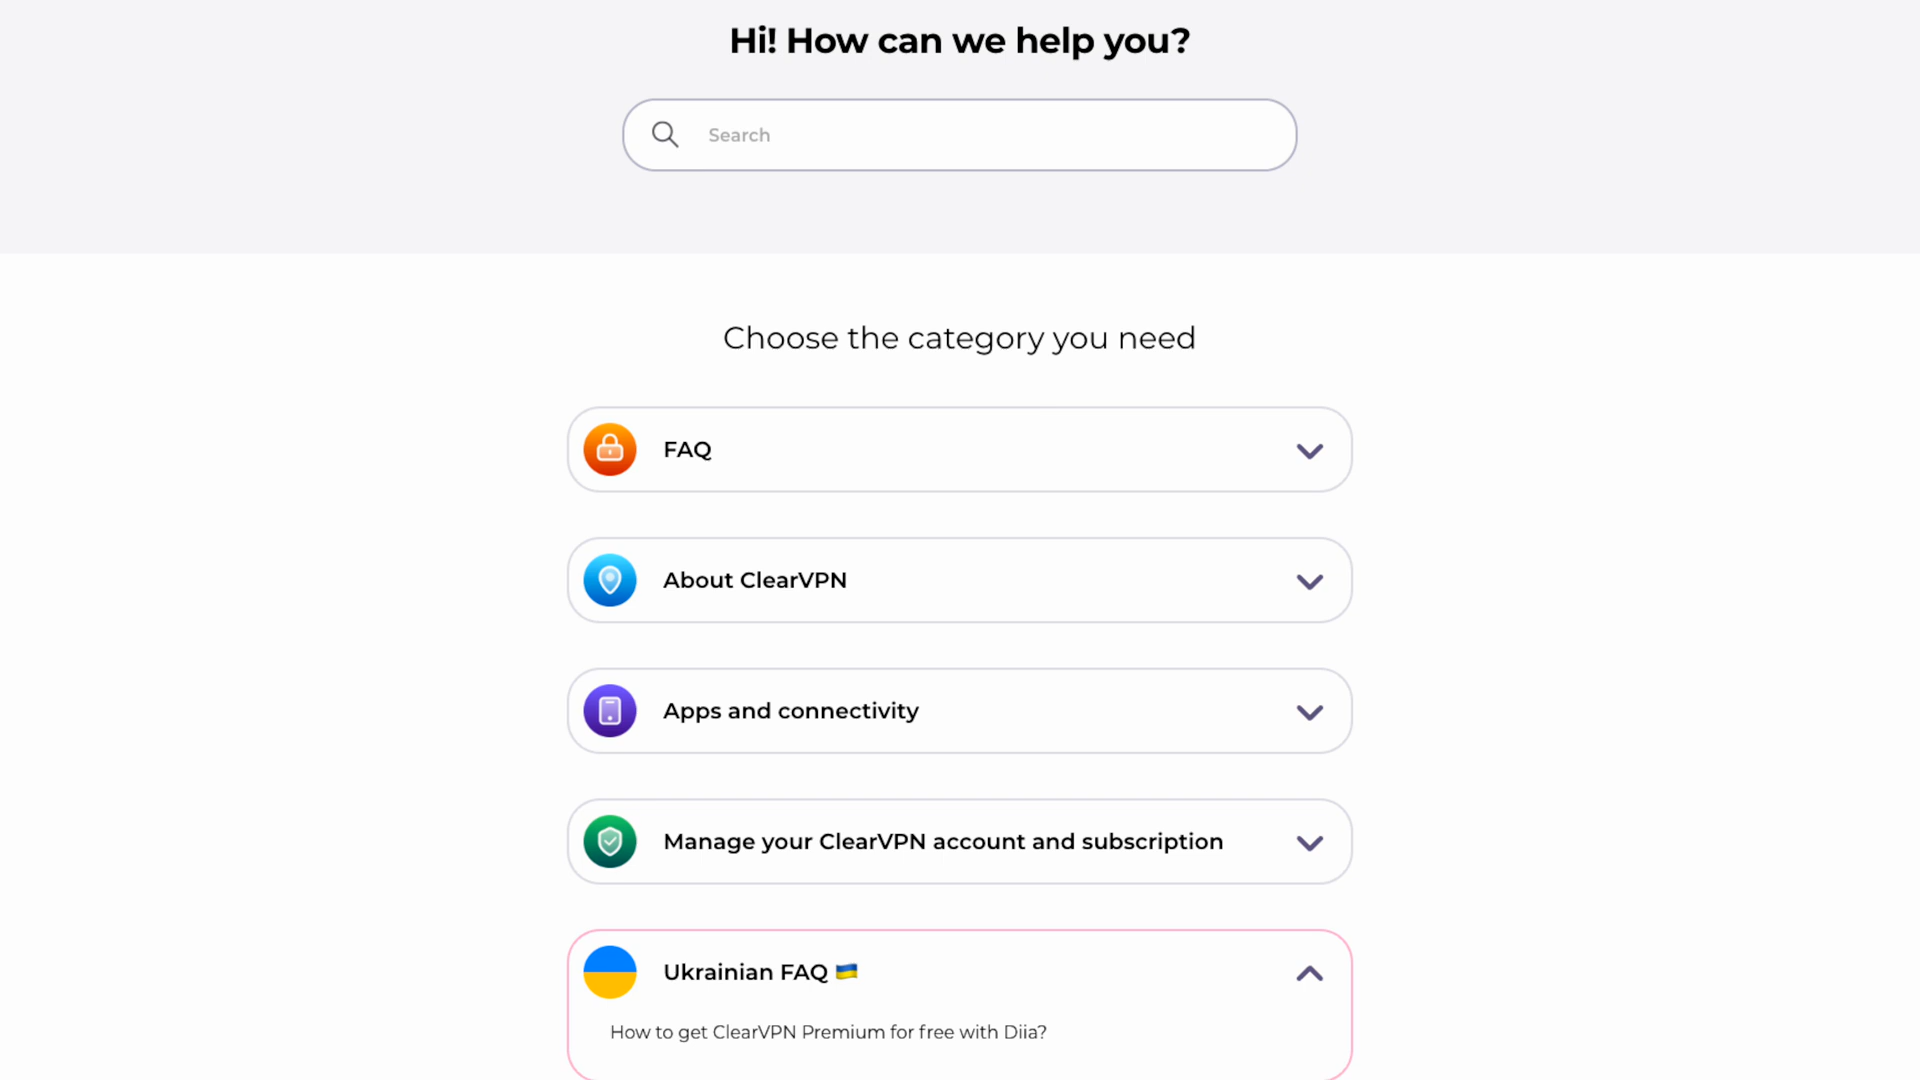 Hi! How can we help you?
Search
Choose the category you need
FAQ
About ClearVPN
Apps and connectivity
Manage your ClearVPN account and subscription
Ukrainian FAQ 🇺🇦
How to get ClearVPN Premium for free with Diia?